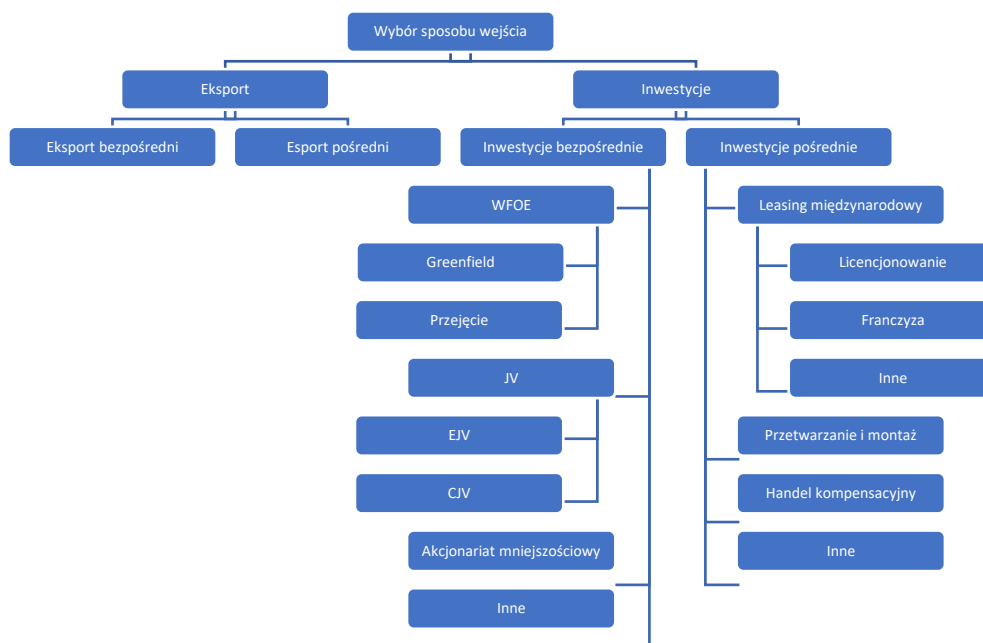 Wybór sposobu wejścia
Eksport
Inwestycje
Eksport bezpośredni
Esport pośredni
Inwestycje bezpośrednie
Inwestycje pośrednie
WFOE
Greenfield
Przejęcie
JV
EJV
CJV
Akcjonariat mniejszościowy
Inne
Leasing międzynarodowy
Licencjonowanie
Franczyza
Inne
Przetwarzanie i montaż
Handel kompensacyjny
Inne